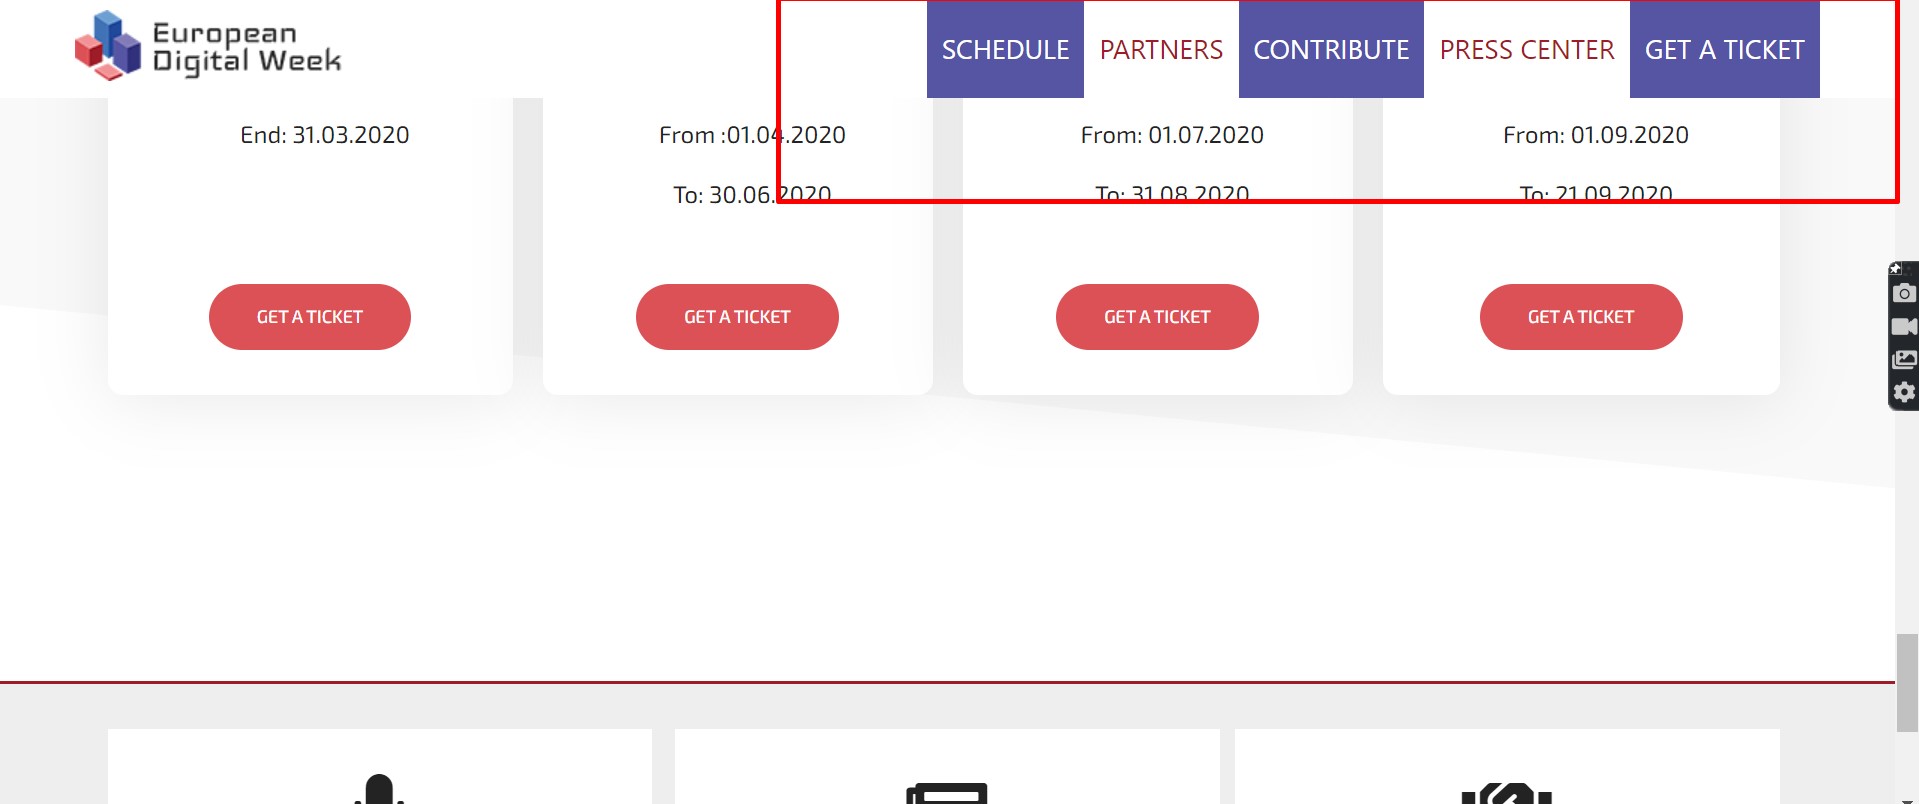 European
Digital Week
SCHEDULE PARTNERS CONTRIBUTE PRESS CENTER GET A TICKET
End: 31.03.2020
From :01.04.2020
To: 30.06.2020
From: 01.07.2020
To: 31.08.2020
From: 01.09.2020
To: 21.09.2020
GET A TICKET
GET A TICKET
GET A TICKET
GET A TICKET